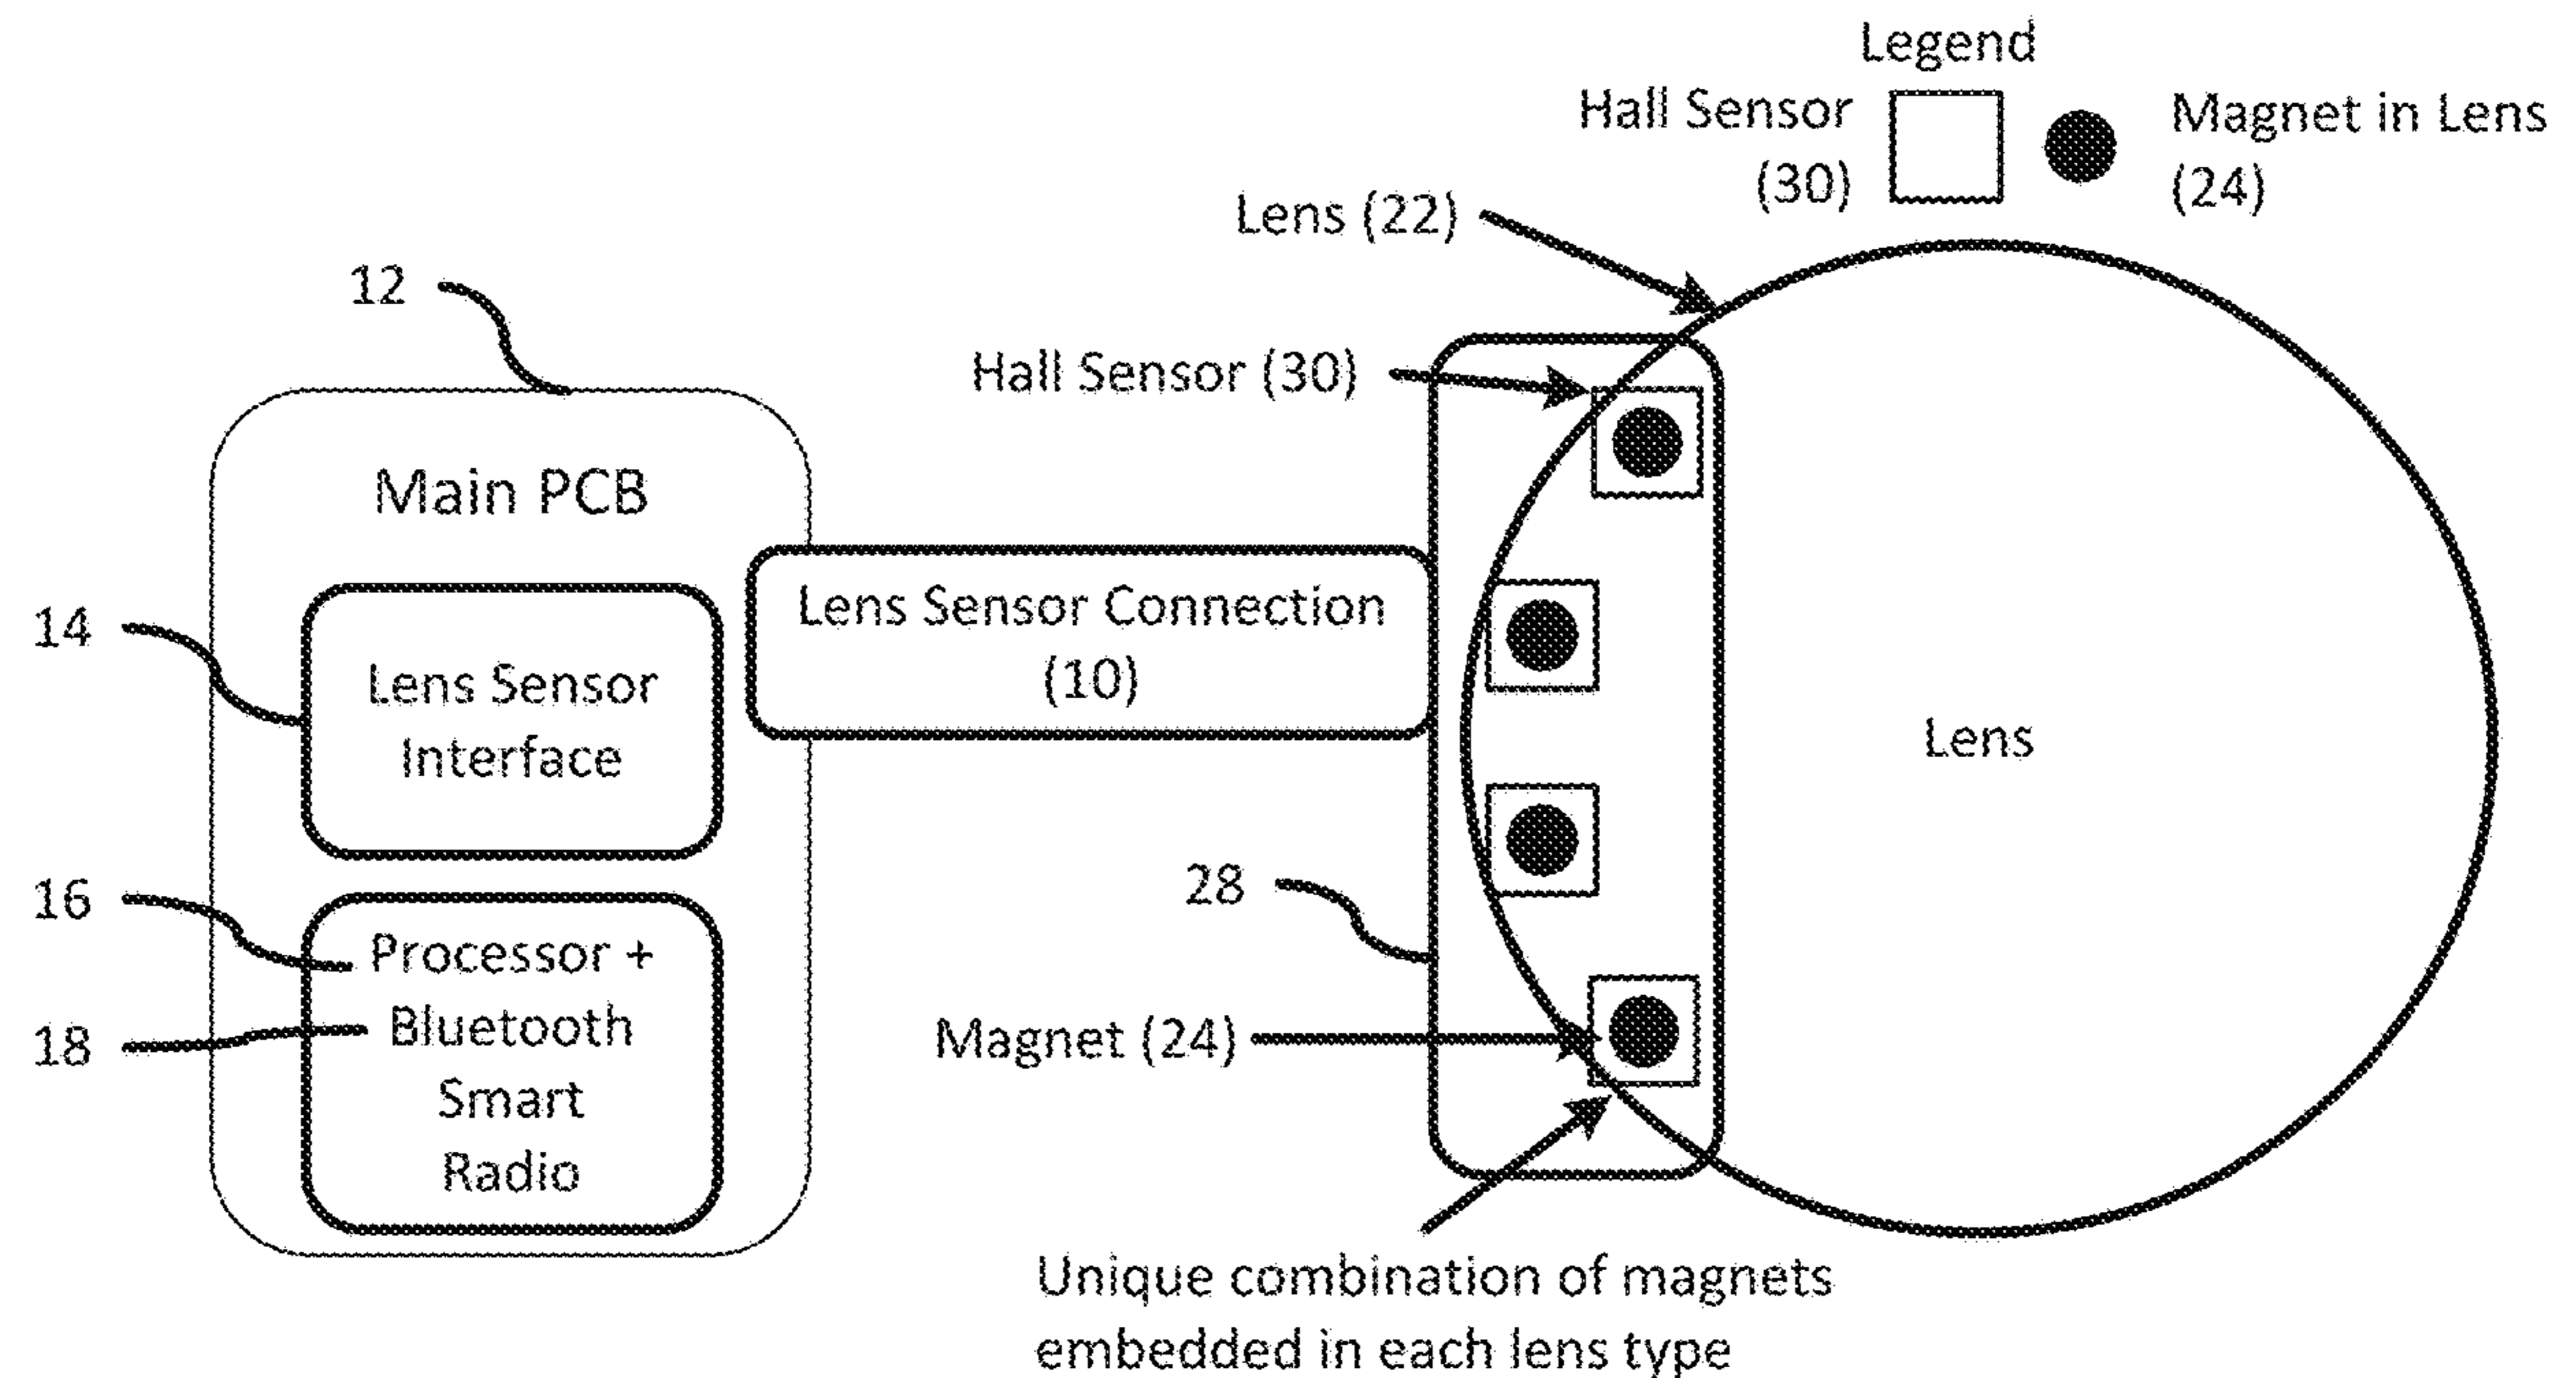 Legend
Hall Sensor
(30)
Magnet in Lens
(24)
Lens (22)
12
Hall Sensor (30)
Main PCB
Lens Sensor Connection
(10)
14
Lens Sensor
Interface
Lens
16
Processor +
Bluetooth
Smart
Radio
18
28
Magnet (24)
Unique combination of magnets
embedded in each lens type